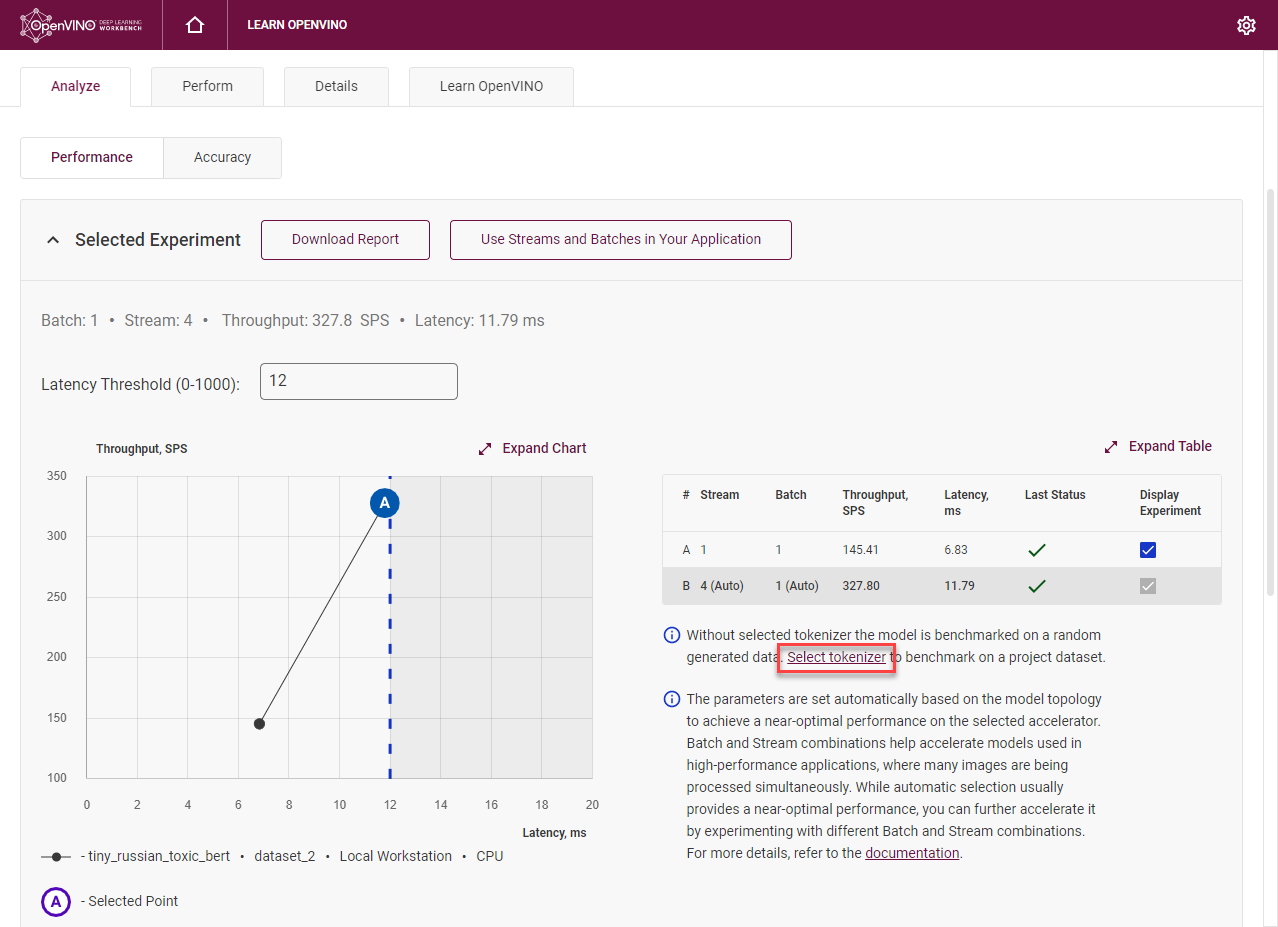 OpenVINO DEEP LEARNING WORKBENCH
LEARN OPENVINO
Analyze
Perform
Details
Learn OpenVINO
Performance
Accuracy
Selected Experiment
Download Report
Use Streams and Batches in Your Application
Batch: 1 • Stream: 4 • Throughput: 327.8 SPS • Latency: 11.79 ms
Latency Threshold (0-1000):
12
Throughput, SPS
Expand Chart
350
300
250
200
150
100
A
0 2 4 6 8 10 12 14 16 18 20
Latency, ms
- tiny_russian_toxic_bert • dataset_2 • Local Workstation • CPU
A - Selected Point
Expand Table
# Stream Batch Throughput, SPS Latency, ms Last Status Display Experiment
A 1 1 145.41 6.83
B 4 (Auto) 1 (Auto) 327.80 11.79
Without selected tokenizer the model is benchmarked on a random
generated data. Select tokenizer to benchmark on a project dataset.
The parameters are set automatically based on the model topology
to achieve a near-optimal performance on the selected accelerator.
Batch and Stream combinations help accelerate models used in
high-performance applications, where many images are being
processed simultaneously. While automatic selection usually
provides a near-optimal performance, you can further accelerate it
by experimenting with different Batch and Stream combinations.
For more details, refer to the documentation.